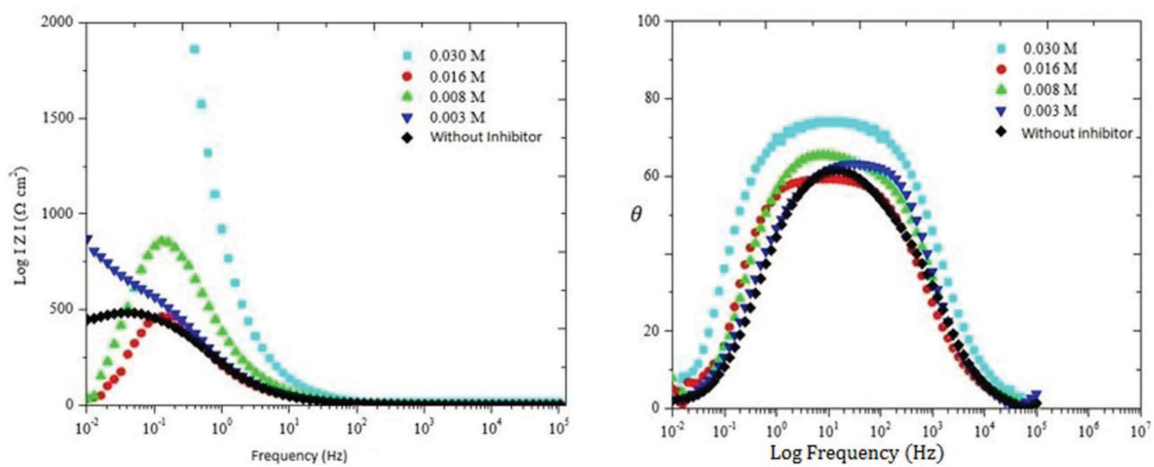 2000
1500
1000
500
0
Log I Z I (Ω cm²)
0.030 M
0.016 M
0.008 M
0.003 M
Without Inhibitor
10⁻² 10⁻¹ 10⁰ 10¹ 10² 10³ 10⁴ 10⁵
Frequency (Hz)
100
80
60
40
20
0
θ
0.030 M
0.016 M
0.008 M
0.003 M
Without inhibitor
10⁻² 10⁻¹ 10⁰ 10¹ 10² 10³ 10⁴ 10⁵ 10⁶ 10⁷
Log Frequency (Hz)